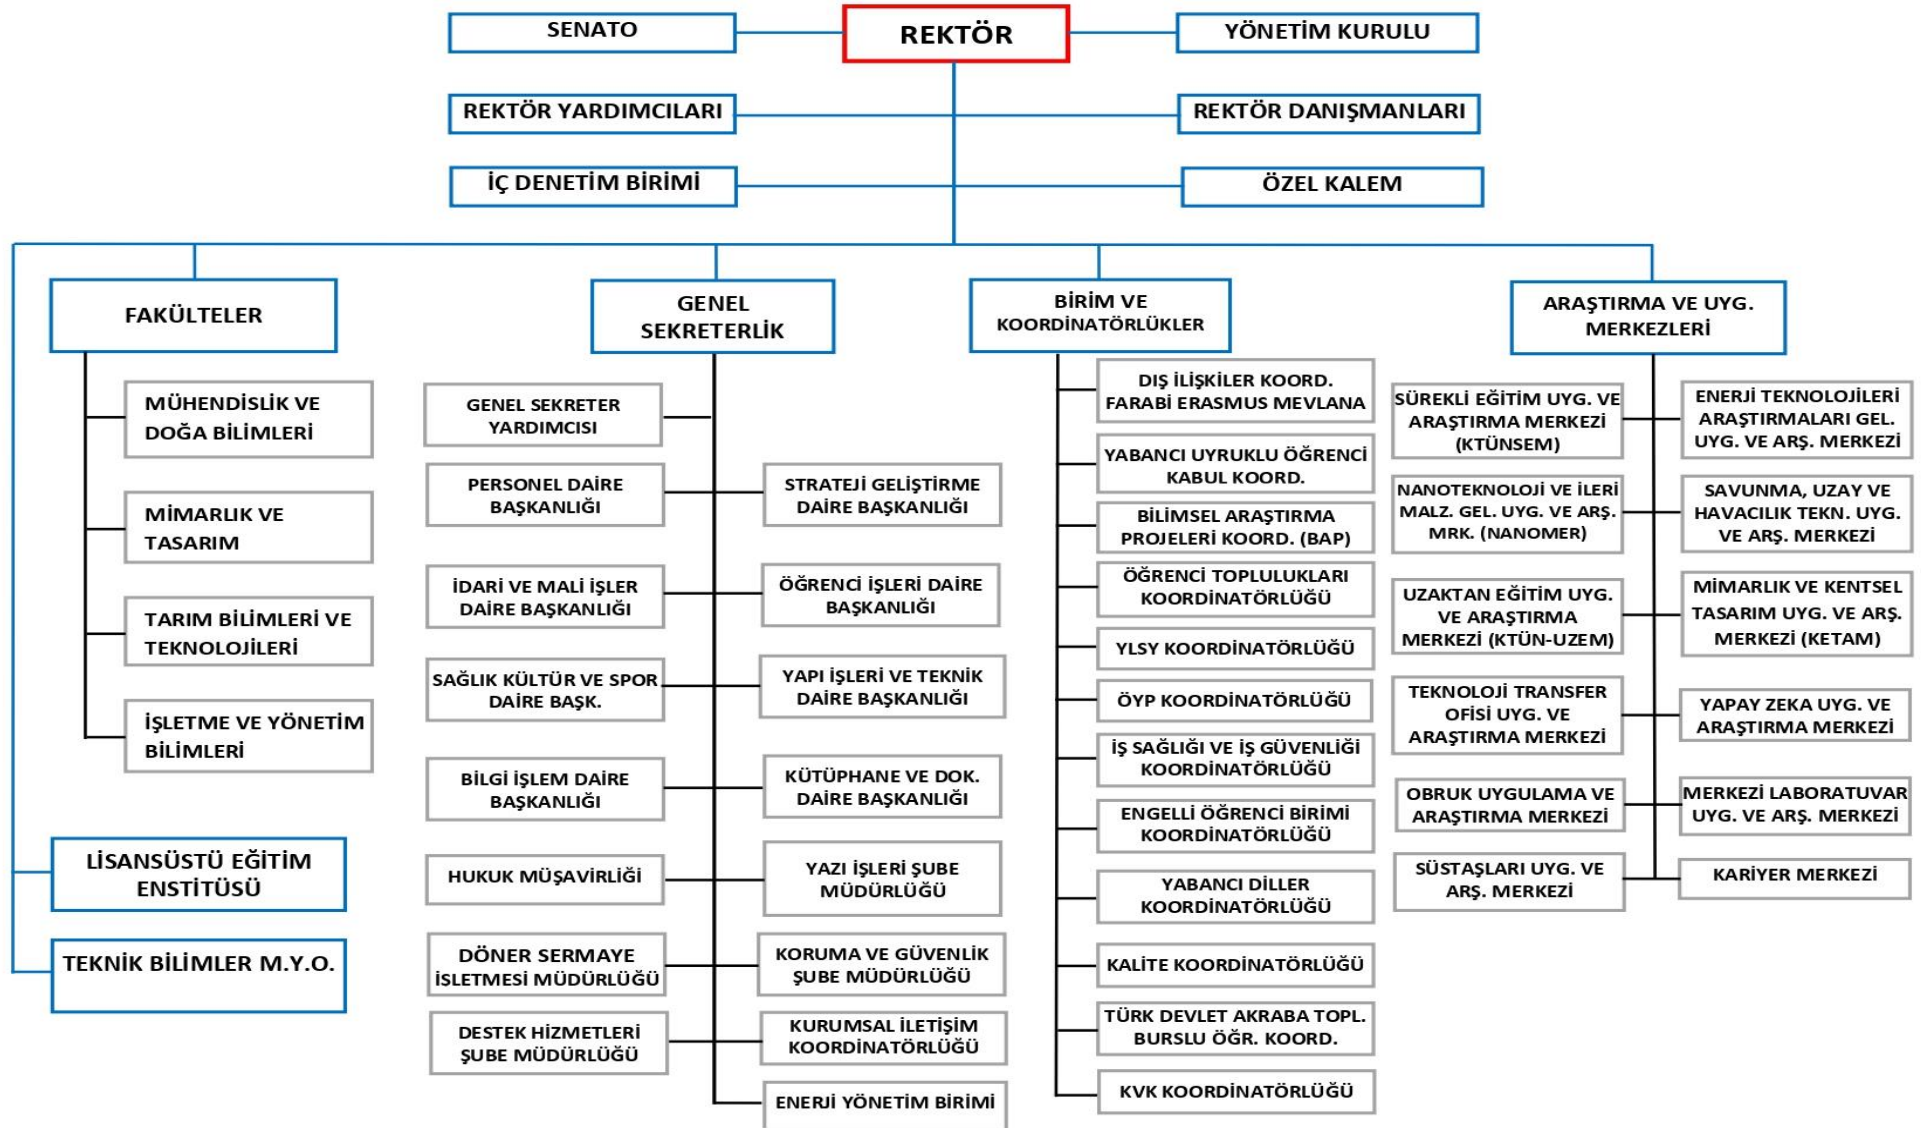 SENATO
REKTÖR
YÖNETİM KURULU
REKTÖR YARDIMCILARI
REKTÖR DANIŞMANLARI
İÇ DENETİM BİRİMİ
ÖZEL KALEM
FAKÜLTELER
MÜHENDİSLİK VE
DOĞA BİLİMLERİ
MİMARLIK VE
TASARIM
TARIM BİLİMLERİ VE
TEKNOLOJİLERİ
İŞLETME VE YÖNETİM
BİLİMLERİ
LİSANSÜSTÜ EĞİTİM
ENSTİTÜSÜ
TEKNİK BİLİMLER M.Y.O.
GENEL
SEKRETERLİK
GENEL SEKRETER
YARDIMCISI
PERSONEL DAİRE
BAŞKANLIĞI
STRATEJİ GELİŞTİRME
DAİRE BAŞKANLIĞI
İDARİ VE MALİ İŞLER
DAİRE BAŞKANLIĞI
ÖĞRENCİ İŞLERİ DAİRE
BAŞKANLIĞI
SAĞLIK KÜLTÜR VE SPOR
DAİRE BAŞK.
YAPI İŞLERİ VE TEKNİK
DAİRE BAŞKANLIĞI
BİLGİ İŞLEM DAİRE
BAŞKANLIĞI
KÜTÜPHANE VE DOK.
DAİRE BAŞKANLIĞI
HUKUK MÜŞAVİRLİĞİ
YAZI İŞLERİ ŞUBE
MÜDÜRLÜĞÜ
DÖNER SERMAYE
İSLETMESİ MÜDÜRLÜĞÜ
KORUMA VE GÜVENLİK
ŞUBE MÜDÜRLÜĞÜ
DESTEK HİZMETLERİ
ŞUBE MÜDÜRLÜĞÜ
KURUMSAL İLETİŞİM
KOORDİNATÖRLÜĞÜ
ENERJİ YÖNETİM BİRİMİ
BİRİM VE
KOORDİNATÖRLÜKLER
DIŞ İLİŞKİLER KOORD.
FARABİ ERASMUS MEVLANA
YABANCI UYRUKLU ÖĞRENCİ
KABUL KOORD.
BİLİMSEL ARAŞTIRMA
PROJELERİ KOORD. (BAP)
ÖĞRENCİ TOPLULUKLARI
KOORDİNATÖRLÜĞÜ
YLSY KOORDİNATÖRLÜĞÜ
ÖYP KOORDİNATÖRLÜĞÜ
İŞ SAĞLIĞI VE İŞ GÜVENLİĞİ
KOORDİNATÖRLÜĞÜ
ENGELLİ ÖĞRENCİ BİRİMİ
KOORDİNATÖRLÜĞÜ
YABANCI DİLLER
KOORDİNATÖRLÜĞÜ
KALİTE KOORDİNATÖRLÜĞÜ
TÜRK DEVLET AKRABA TOPL.
BURSLU ÖĞR. KOORD.
KVK KOORDİNATÖRLÜĞÜ
ARAŞTIRMA VE UYG.
MERKEZLERİ
SÜREKLİ EĞİTİM UYG. VE
ARAŞTIRMA MERKEZİ
(KTÜNSEM)
ENERJİ TEKNOLOJİLERİ
ARAŞTIRMALARI GEL.
UYG. VE ARŞ. MERKEZİ
NANOTEKNOLOJİ VE İLERİ
MALZ. GEL. UYG. VE ARŞ.
MRK. (NANOMER)
SAVUNMA, UZAY VE
HAVACILIK TEKN. UYG.
VE ARŞ. MERKEZİ
UZAKTAN EĞİTİM UYG.
VE ARAŞTIRMA
MERKEZİ (KTÜN-UZEM)
MİMARLIK VE KENTSEL
TASARIM UYG. VE ARŞ.
MERKEZİ (KETAM)
TEKNOLOJİ TRANSFER
OFİSİ UYG. VE
ARAŞTIRMA MERKEZİ
YAPAY ZEKA UYG. VE
ARAŞTIRMA MERKEZİ
OBRUK UYGULAMA VE
ARAŞTIRMA MERKEZİ
MERKEZİ LABORATUVAR
UYG. VE ARŞ. MERKEZİ
SÜSTAŞLARI UYG. VE
ARŞ. MERKEZİ
KARİYER MERKEZİ